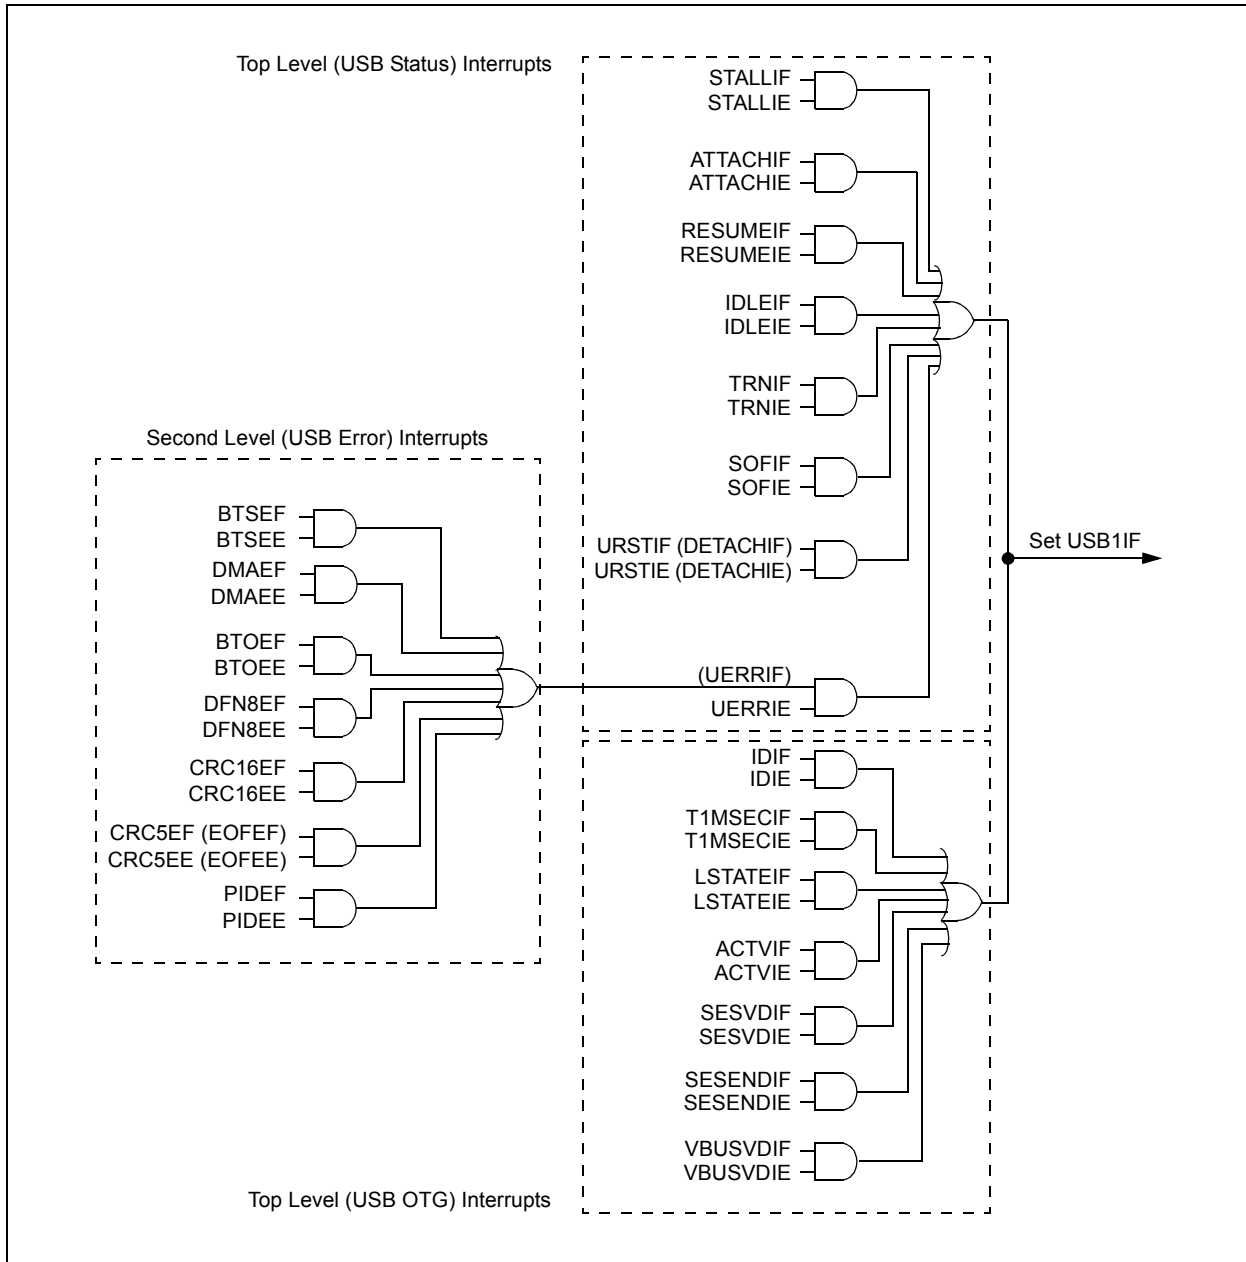 Top Level (USB Status) Interrupts
STALLIF
STALLIE
ATTACHIF
ATTACHIE
RESUMEIF
RESUMEIE
IDLEIF
IDLEIE
TRNIF
TRNIE
SOFIF
SOFIE
URSTIF (DETACHIF)
URSTIE (DETACHIE)
(UERRIF)
UERRIE
Set USB1IF
Second Level (USB Error) Interrupts
BTSEF
BTSEE
DMAEF
DMAEE
BTOEF
BTOEE
DFN8EF
DFN8EE
CRC16EF
CRC16EE
CRC5EF (EOFEF)
CRC5EE (EOFEE)
PIDEF
PIDEE
IDIF
IDIE
T1MSECIF
T1MSECIE
LSTATEIF
LSTATEIE
ACTVIF
ACTVIE
SESVDIF
SESVDIE
SESENDIF
SESENDIE
VBUSVDIF
VBUSVDIE
Top Level (USB OTG) Interrupts